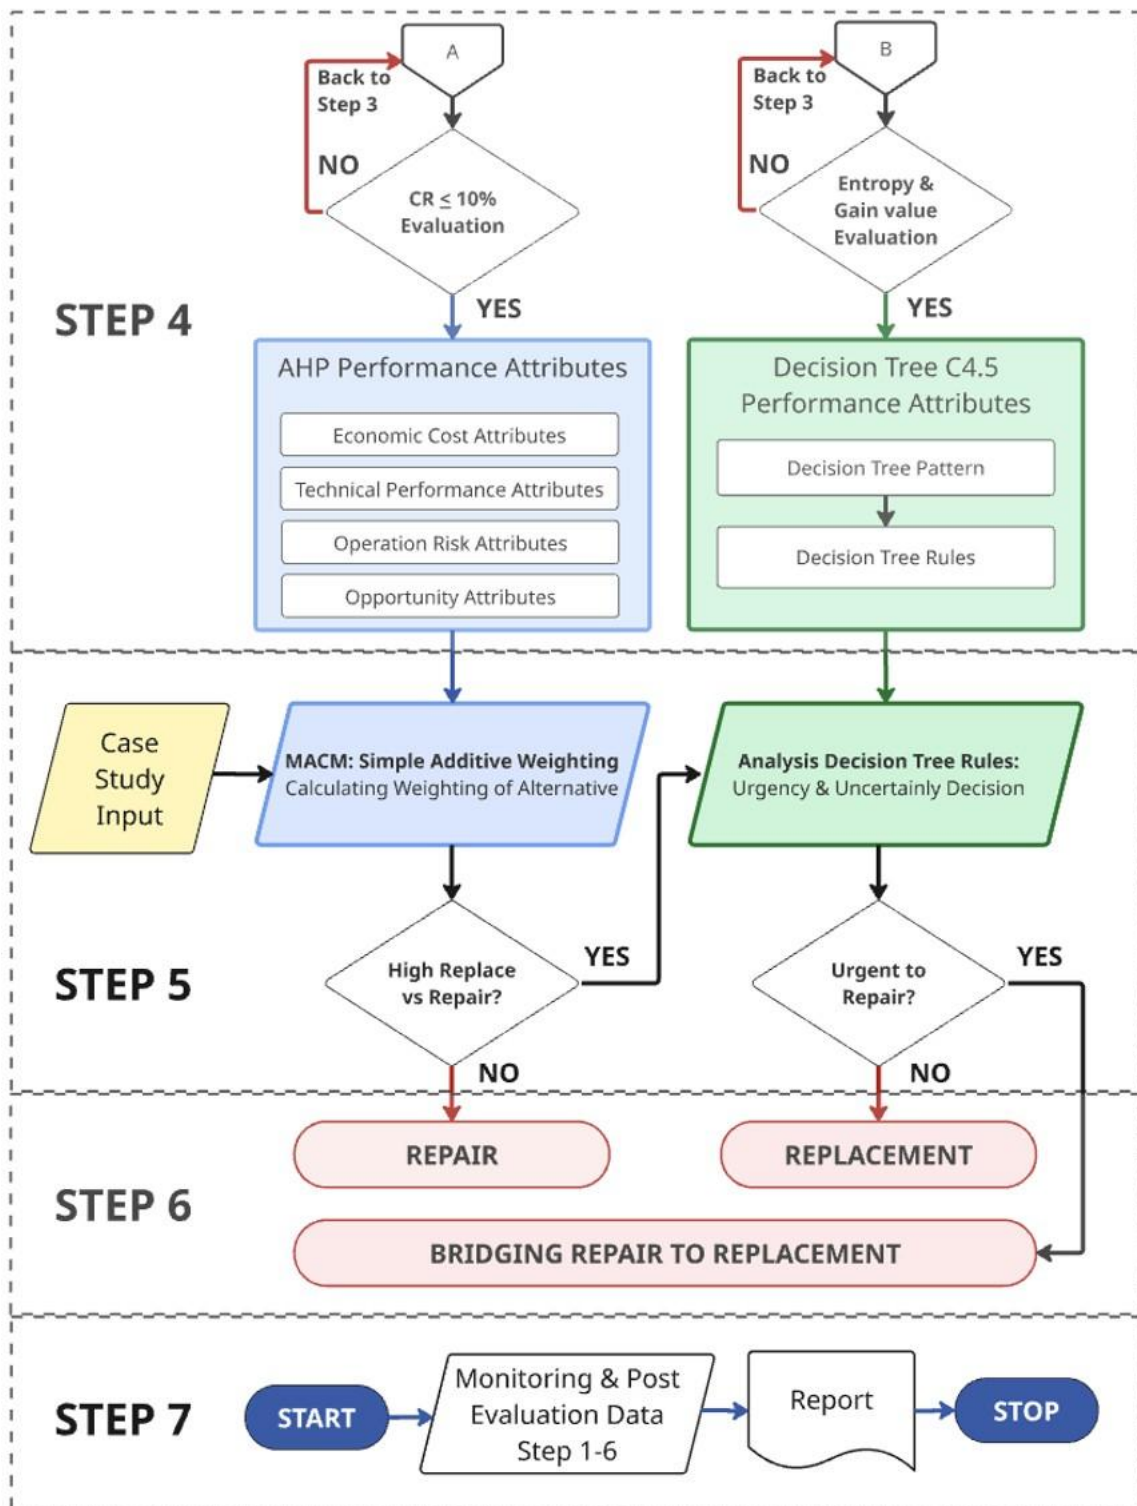 A
Back to
Step 3
NO
CR ≤ 10%
Evaluation
YES
B
Back to
Step 3
NO
Entropy &
Gain value
Evaluation
YES
STEP 4
AHP Performance Attributes
Economic Cost Attributes
Technical Performance Attributes
Operation Risk Attributes
Opportunity Attributes
Decision Tree C4.5
Performance Attributes
Decision Tree Pattern
Decision Tree Rules
Case
Study
Input
MACM: Simple Additive Weighting
Calculating Weighting of Alternative
Analysis Decision Tree Rules:
Urgency & Uncertainly Decision
STEP 5
High Replace
vs Repair?
YES
NO
Urgent to
Repair?
YES
NO
STEP 6
REPAIR
REPLACEMENT
BRIDGING REPAIR TO REPLACEMENT
STEP 7
START
Monitoring & Post
Evaluation Data
Step 1-6
Report
STOP